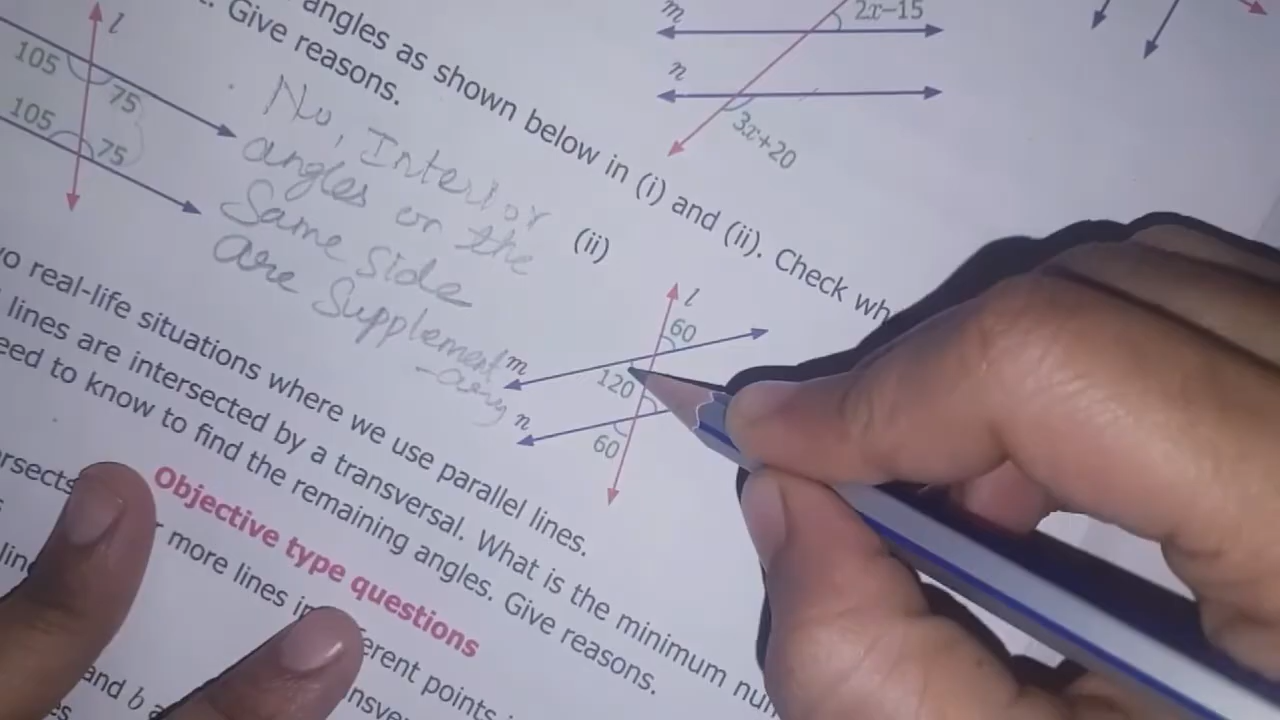 angles as shown below in (i) and (ii). Check wh
. Give reasons.
l
105
75
105
75
No, Interior
angles on the
Same side
are Supplement
-ary
m
2x−15
n
3x+20
(ii)
l
60
m
120
n
60
o real-life situations where we use parallel lines.
lines are intersected by a transversal. What is the minimum
eed to know to find the remaining angles. Give reasons.
Objective type questions
more lines
erent points
and b